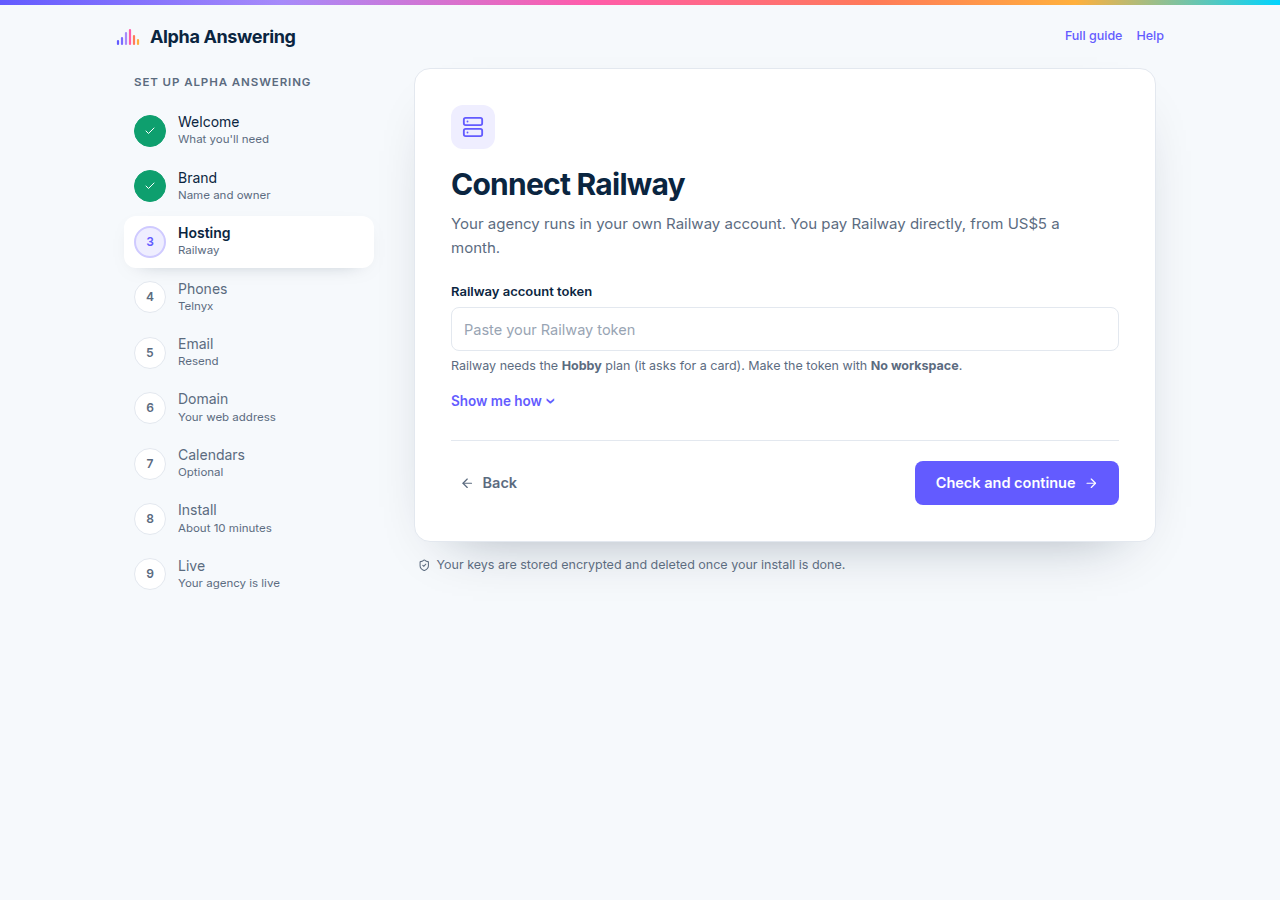 Alpha Answering
Full guide
Help
SET UP ALPHA ANSWERING
Welcome
What you'll need
Brand
Name and owner
3
Hosting
Railway
4
Phones
Telnyx
5
Email
Resend
6
Domain
Your web address
7
Calendars
Optional
8
Install
About 10 minutes
9
Live
Your agency is live
Connect Railway
Your agency runs in your own Railway account. You pay Railway directly, from US$5 a
month.
Railway account token
Paste your Railway token
Railway needs the Hobby plan (it asks for a card). Make the token with No workspace.
Show me how
Back
Check and continue
Your keys are stored encrypted and deleted once your install is done.